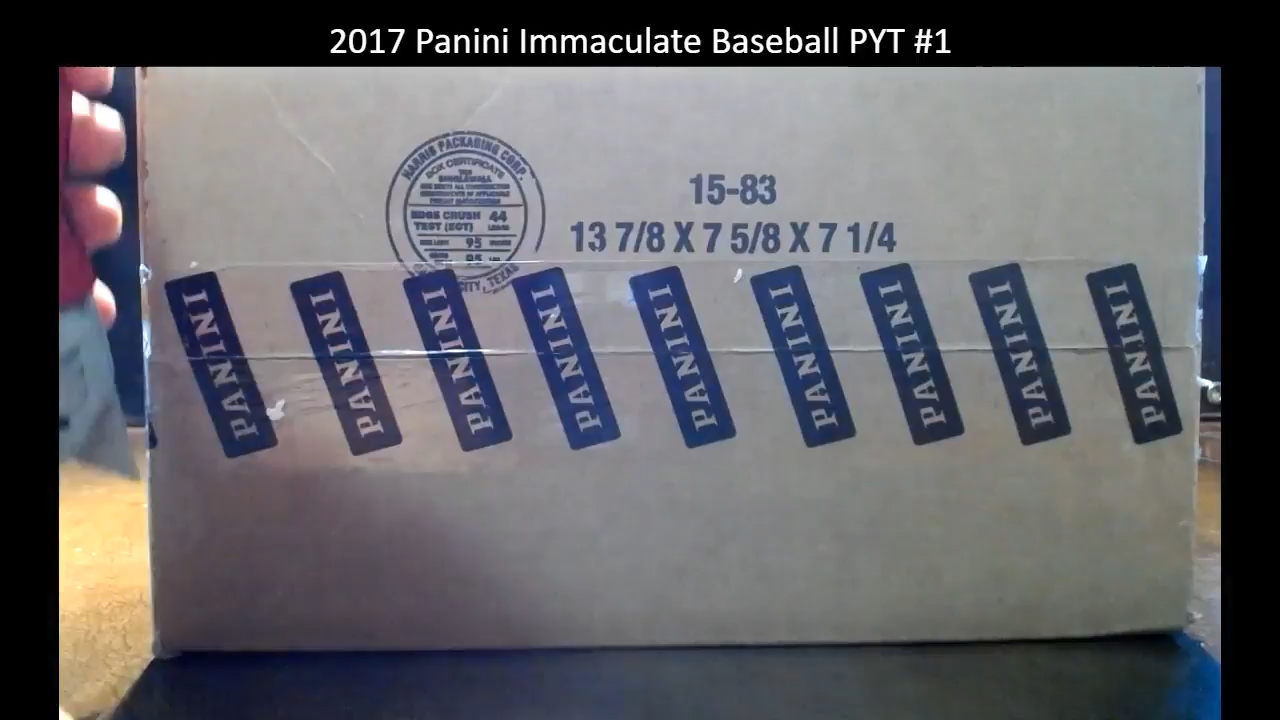 2017 Panini Immaculate Baseball PYT #1
HARRIS PACKAGING CORP.
BOX CERTIFICATE
15-83
13 7/8 X 7 5/8 X 7 1/4
EDGE CRUSH 44
TEST (ECT)
95
95
CITY, TEXAS
PANINI PANINI PANINI PANINI PANINI PANINI PANINI PANINI PANINI